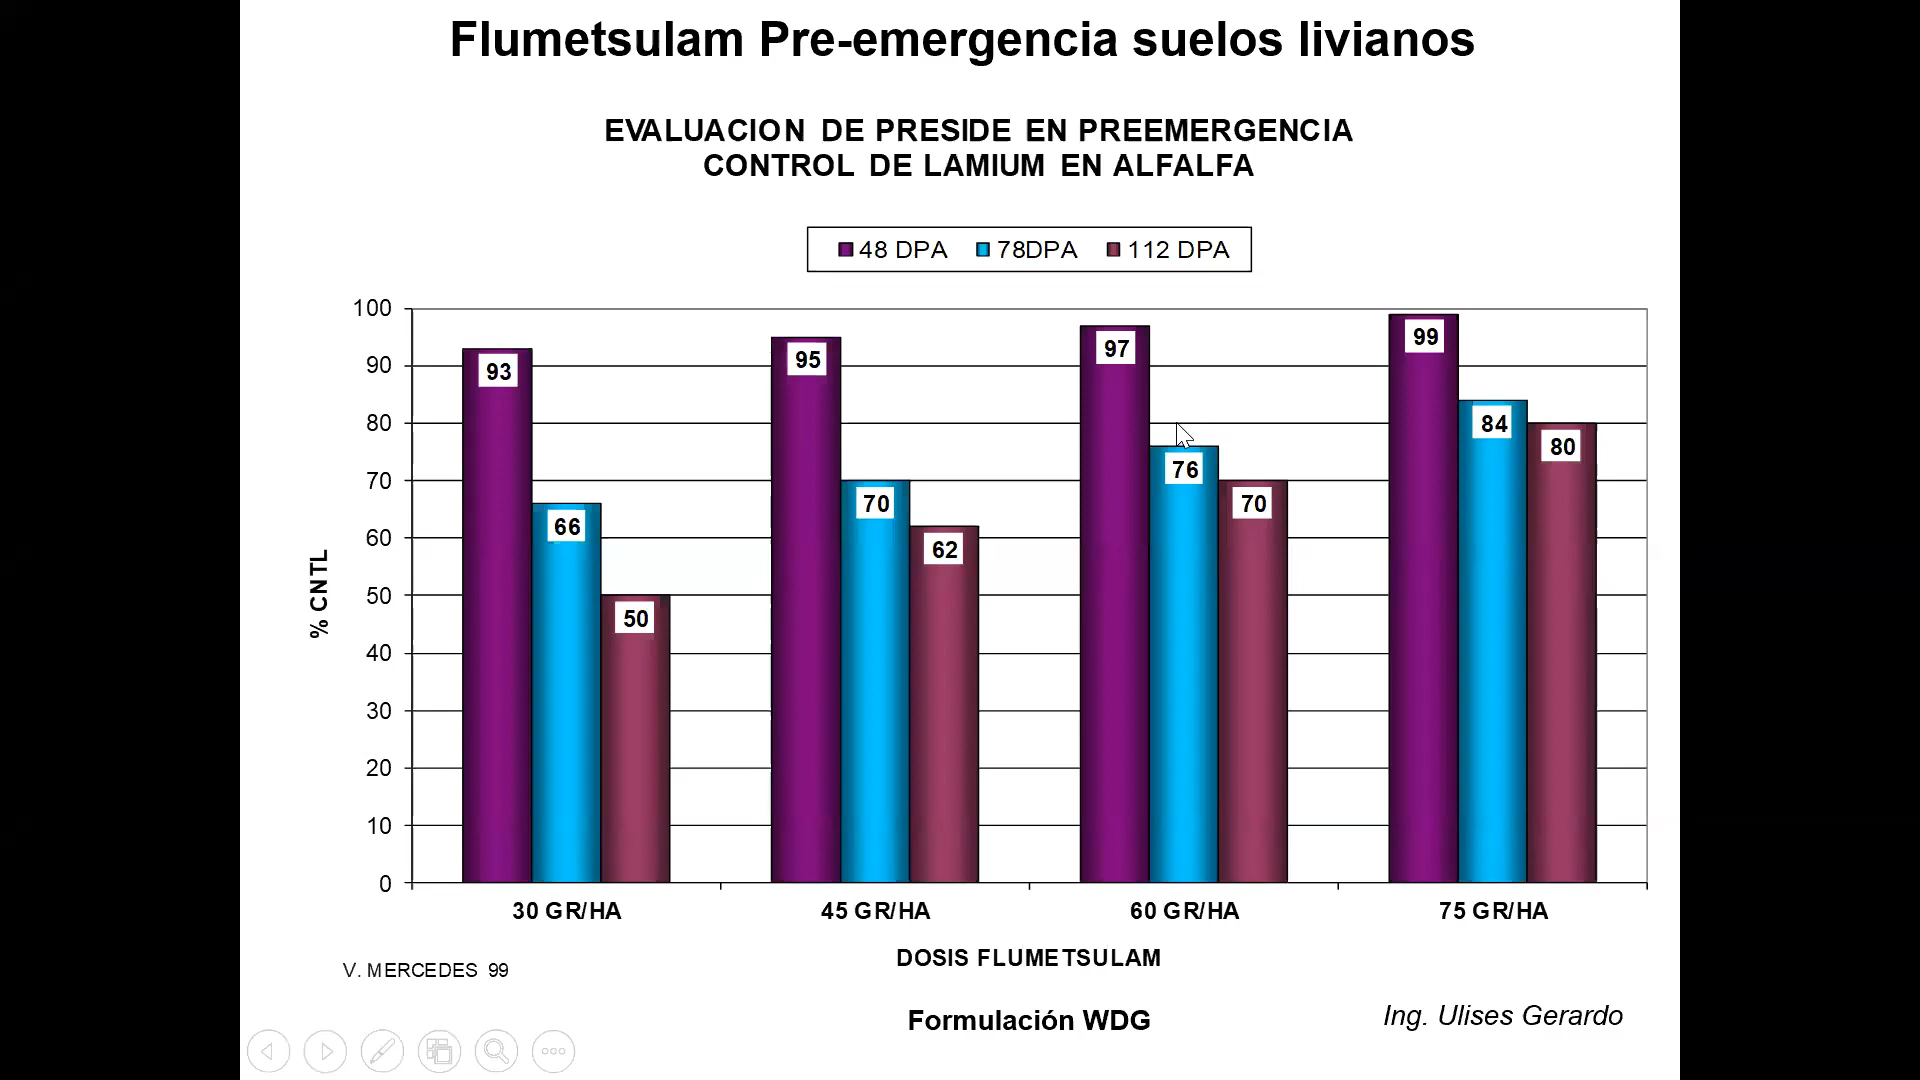 Flumetsulam Pre-emergencia suelos livianos
EVALUACION DE PRESIDE EN PREEMERGENCIA
CONTROL DE LAMIUM EN ALFALFA
48 DPA 78DPA 112 DPA
100
90
80
70
60
50
40
30
20
10
0
% CNTL
93
66
50
95
70
62
97
76
70
99
84
80
30 GR/HA 45 GR/HA 60 GR/HA 75 GR/HA
DOSIS FLUMETSULAM
V. MERCEDES 99
Formulación WDG
Ing. Ulises Gerardo